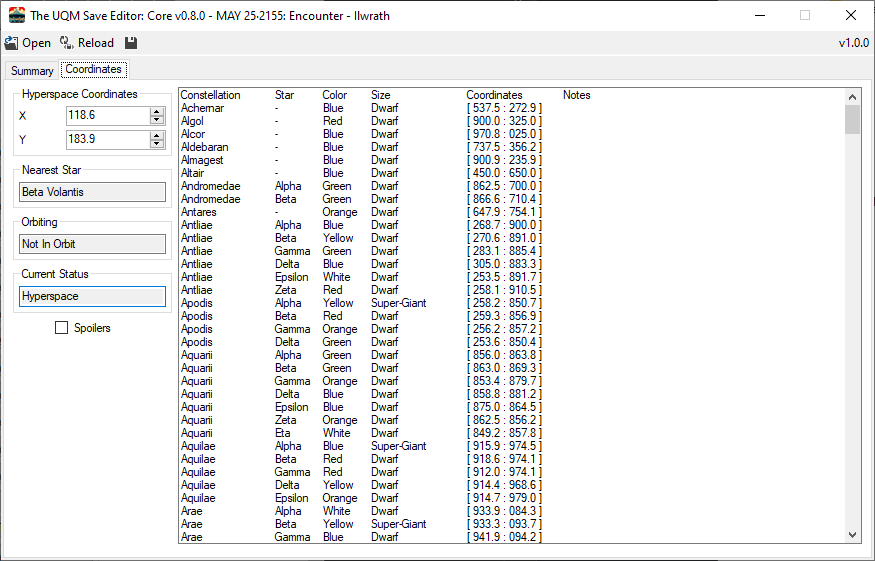 The UQM Save Editor: Core v0.8.0 - MAY 25·2155: Encounter - Ilwrath
Open Reload v1.0.0
Summary Coordinates
Hyperspace Coordinates
X 118.6
Y 183.9
Nearest Star
Beta Volantis
Orbiting
Not In Orbit
Current Status
Hyperspace
Spoilers
Constellation Star Color Size Coordinates Notes
Achernar - Blue Dwarf [ 537.5 : 272.9 ]
Algol - Red Dwarf [ 900.0 : 325.0 ]
Alcor - Blue Dwarf [ 970.8 : 025.0 ]
Aldebaran - Blue Dwarf [ 737.5 : 356.2 ]
Almagest - Blue Dwarf [ 900.9 : 235.9 ]
Altair - Blue Dwarf [ 450.0 : 650.0 ]
Andromedae Alpha Green Dwarf [ 862.5 : 700.0 ]
Andromedae Beta Green Dwarf [ 866.6 : 710.4 ]
Antares - Orange Dwarf [ 647.9 : 754.1 ]
Antliae Alpha Blue Dwarf [ 268.7 : 900.0 ]
Antliae Beta Yellow Dwarf [ 270.6 : 891.0 ]
Antliae Gamma Green Dwarf [ 283.1 : 885.4 ]
Antliae Delta Blue Dwarf [ 305.0 : 883.3 ]
Antliae Epsilon White Dwarf [ 253.5 : 891.7 ]
Antliae Zeta Red Dwarf [ 258.1 : 910.5 ]
Apodis Alpha Yellow Super-Giant [ 258.2 : 850.7 ]
Apodis Beta Red Dwarf [ 259.3 : 856.9 ]
Apodis Gamma Orange Dwarf [ 256.2 : 857.2 ]
Apodis Delta Green Dwarf [ 253.6 : 850.4 ]
Aquarii Alpha Green Dwarf [ 856.0 : 863.8 ]
Aquarii Beta Green Dwarf [ 863.0 : 869.3 ]
Aquarii Gamma Orange Dwarf [ 853.4 : 879.7 ]
Aquarii Delta Blue Dwarf [ 858.8 : 881.2 ]
Aquarii Epsilon Blue Dwarf [ 875.0 : 864.5 ]
Aquarii Zeta Orange Dwarf [ 862.5 : 856.2 ]
Aquarii Eta White Dwarf [ 849.2 : 857.8 ]
Aquilae Alpha Blue Super-Giant [ 915.9 : 974.5 ]
Aquilae Beta Red Dwarf [ 918.6 : 974.1 ]
Aquilae Gamma Red Dwarf [ 912.0 : 974.1 ]
Aquilae Delta Yellow Dwarf [ 914.4 : 968.6 ]
Aquilae Epsilon Orange Dwarf [ 914.7 : 979.0 ]
Arae Alpha White Dwarf [ 933.9 : 084.3 ]
Arae Beta Yellow Super-Giant [ 933.3 : 093.7 ]
Arae Gamma Blue Dwarf [ 941.9 : 094.2 ]